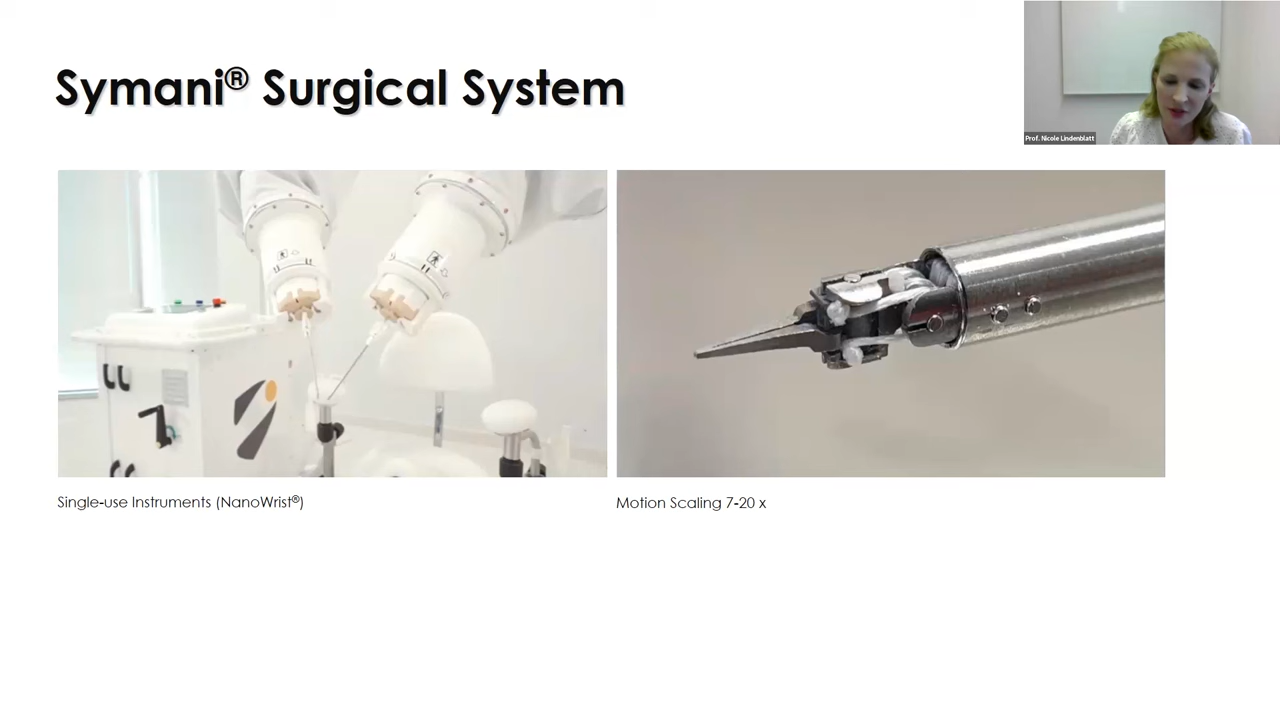 Symani® Surgical System
Prof. Nicole Lindenblatt
Single-use Instruments (NanoWrist®)
Motion Scaling 7-20 x